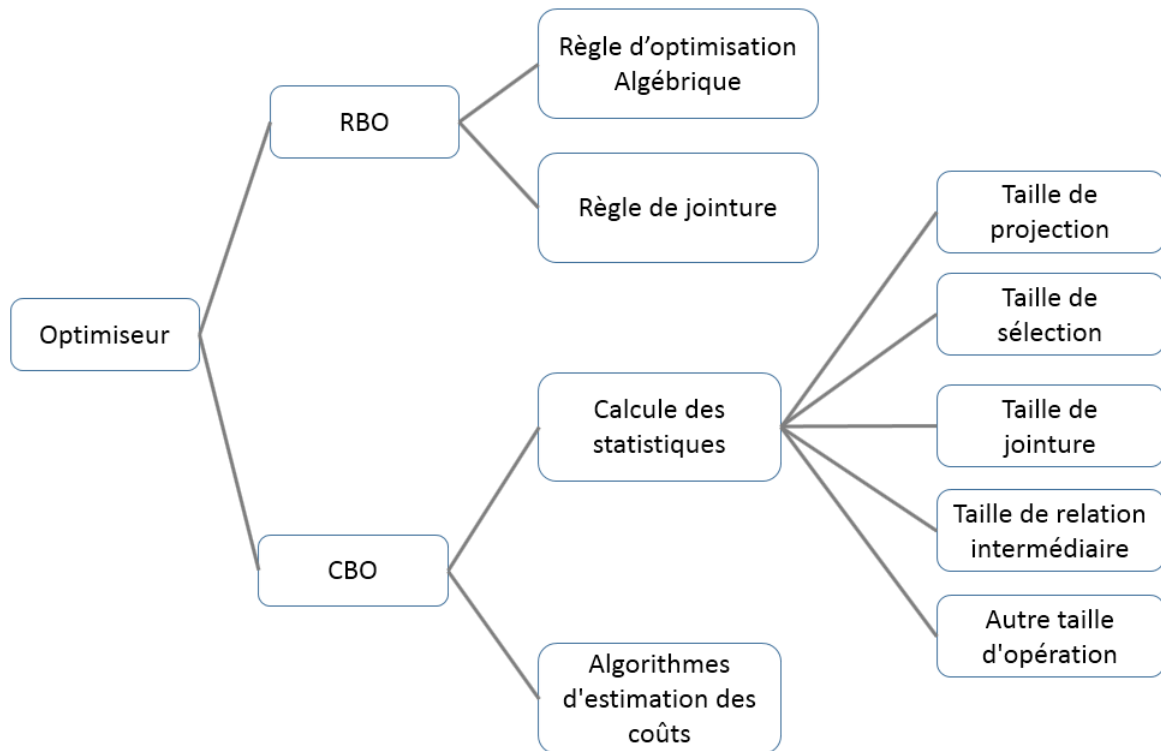 Règle d’optimisation
Algébrique
RBO
Règle de jointure
Taille de
projection
Taille de
sélection
Optimiseur
Calcule des
statistiques
Taille de
jointure
Taille de relation
intermédiaire
CBO
Autre taille
d'opération
Algorithmes
d'estimation des
coûts